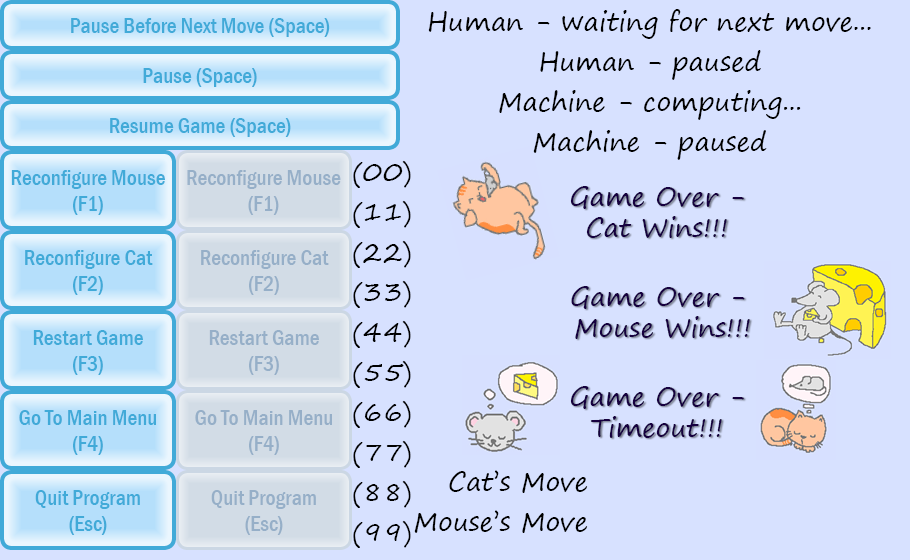 Pause Before Next Move (Space)
Human - waiting for next move...
Pause (Space)
Human - paused
Machine - computing...
Resume Game (Space)
Machine - paused
Reconfigure Mouse
(F1)
Reconfigure Mouse
(F1)
(00)
(11)
Game Over -
Cat Wins!!!
Reconfigure Cat
(F2)
Reconfigure Cat
(F2)
(22)
(33)
Game Over -
Mouse Wins!!!
Restart Game
(F3)
Restart Game
(F3)
(44)
(55)
Game Over -
Timeout!!!
Go To Main Menu
(F4)
Go To Main Menu
(F4)
(66)
(77)
Cat's Move
Quit Program
(Esc)
Quit Program
(Esc)
(88)
(99)
Mouse's Move